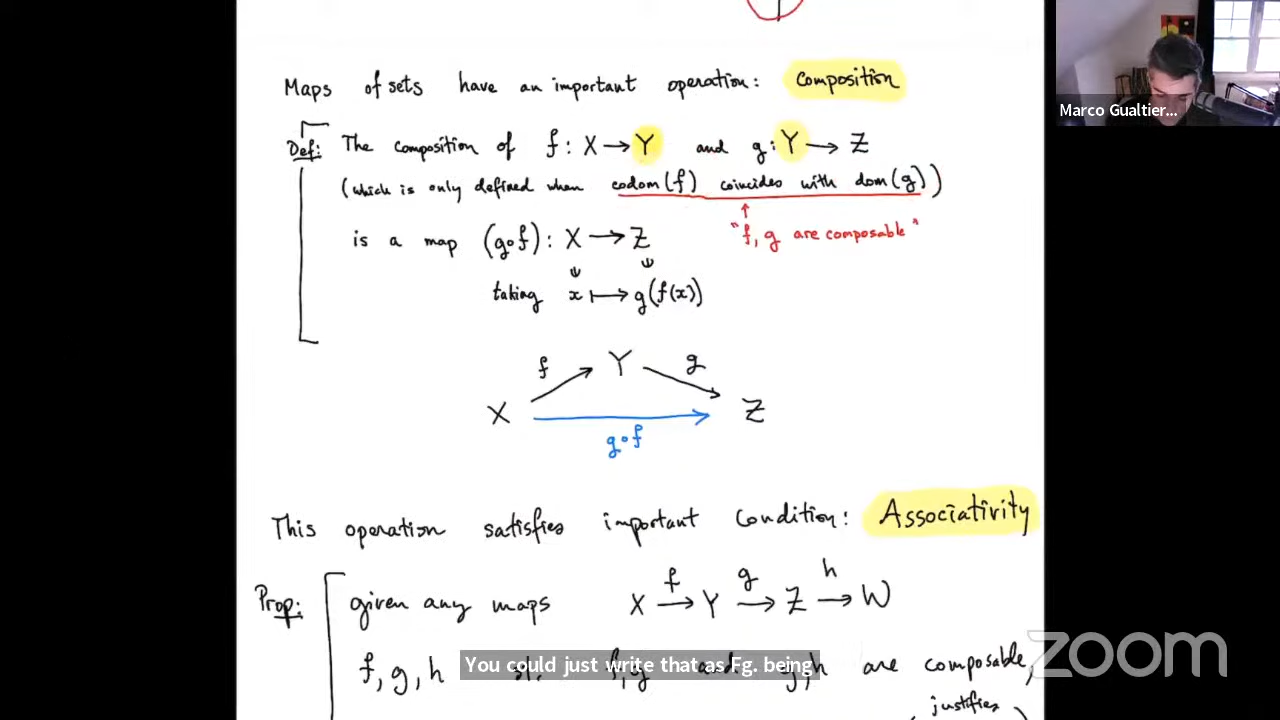 Maps of sets have an important operation: Composition
Marco Gualtier...
Def: The composition of f: X → Y and g: Y → Z
(which is only defined when codom(f) coincides with dom(g))
"f, g are composable"
is a map (g∘f): X → Z
taking x ↦ g(f(x))
f Y g
X Z
g∘f
This operation satisfies important condition: Associativity
Prop: given any maps X →f Y →g Z →h W
f, g, h st. f,g and g,h are composable,
You could just write that as Fg. being
zoom
justifies